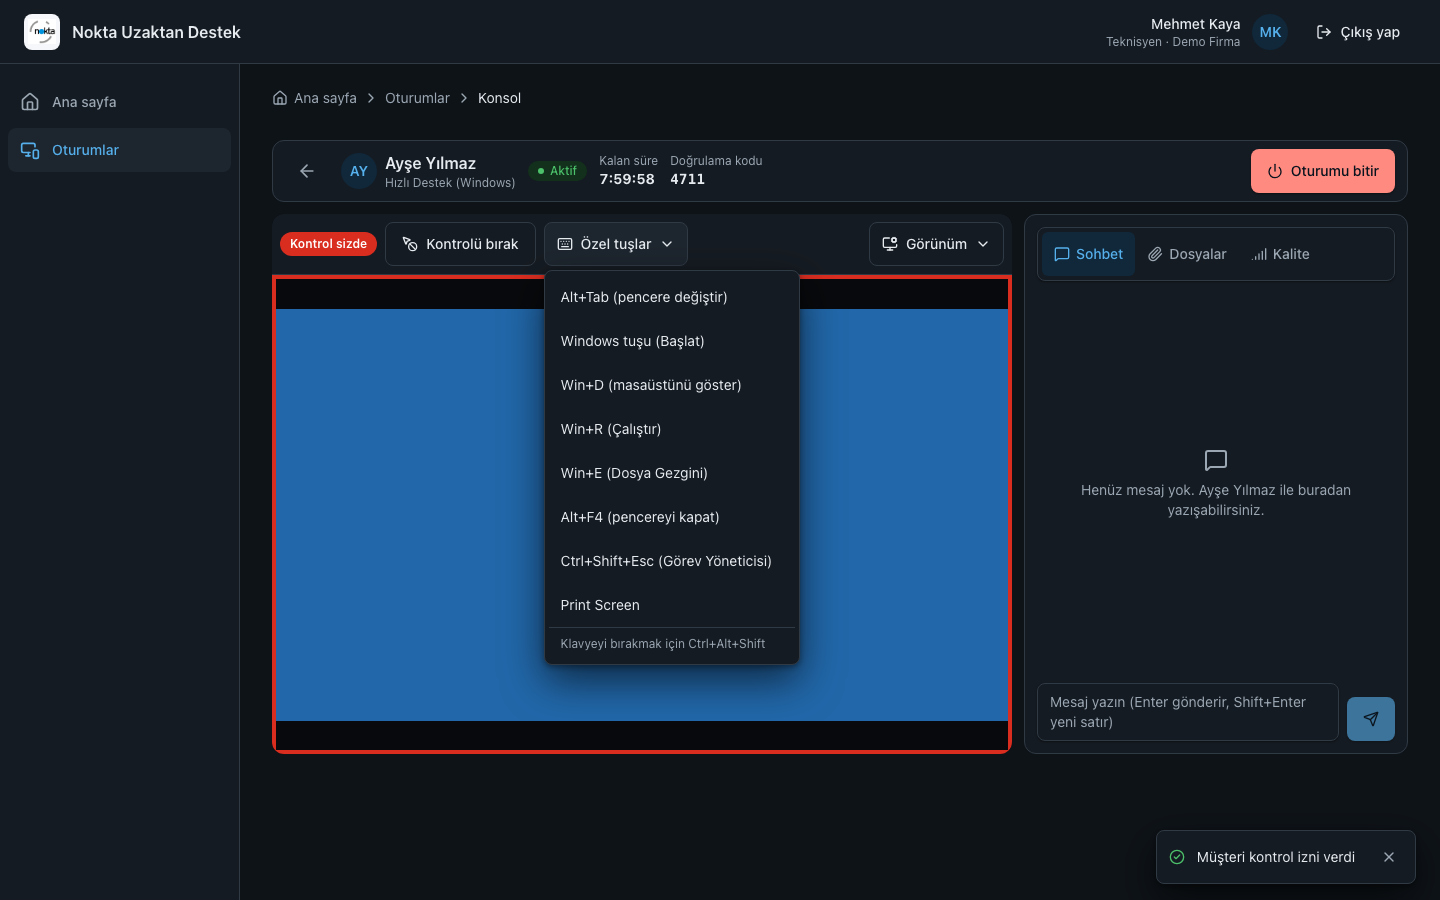 nokta
Nokta Uzaktan Destek
Mehmet Kaya
Teknisyen · Demo Firma
MK
Çıkış yap
Ana sayfa
Oturumlar
Ana sayfa
Oturumlar
Konsol
AY
Ayşe Yılmaz
Hızlı Destek (Windows)
Aktif
Kalan süre
7:59:58
Doğrulama kodu
4711
Oturumu bitir
Kontrol sizde
Kontrolü bırak
Özel tuşlar
Görünüm
Alt+Tab (pencere değiştir)
Windows tuşu (Başlat)
Win+D (masaüstünü göster)
Win+R (Çalıştır)
Win+E (Dosya Gezgini)
Alt+F4 (pencereyi kapat)
Ctrl+Shift+Esc (Görev Yöneticisi)
Print Screen
Klavyeyi bırakmak için Ctrl+Alt+Shift
Sohbet
Dosyalar
Kalite
Henüz mesaj yok. Ayşe Yılmaz ile buradan
yazışabilirsiniz.
Mesaj yazın (Enter gönderir, Shift+Enter
yeni satır)
Müşteri kontrol izni verdi